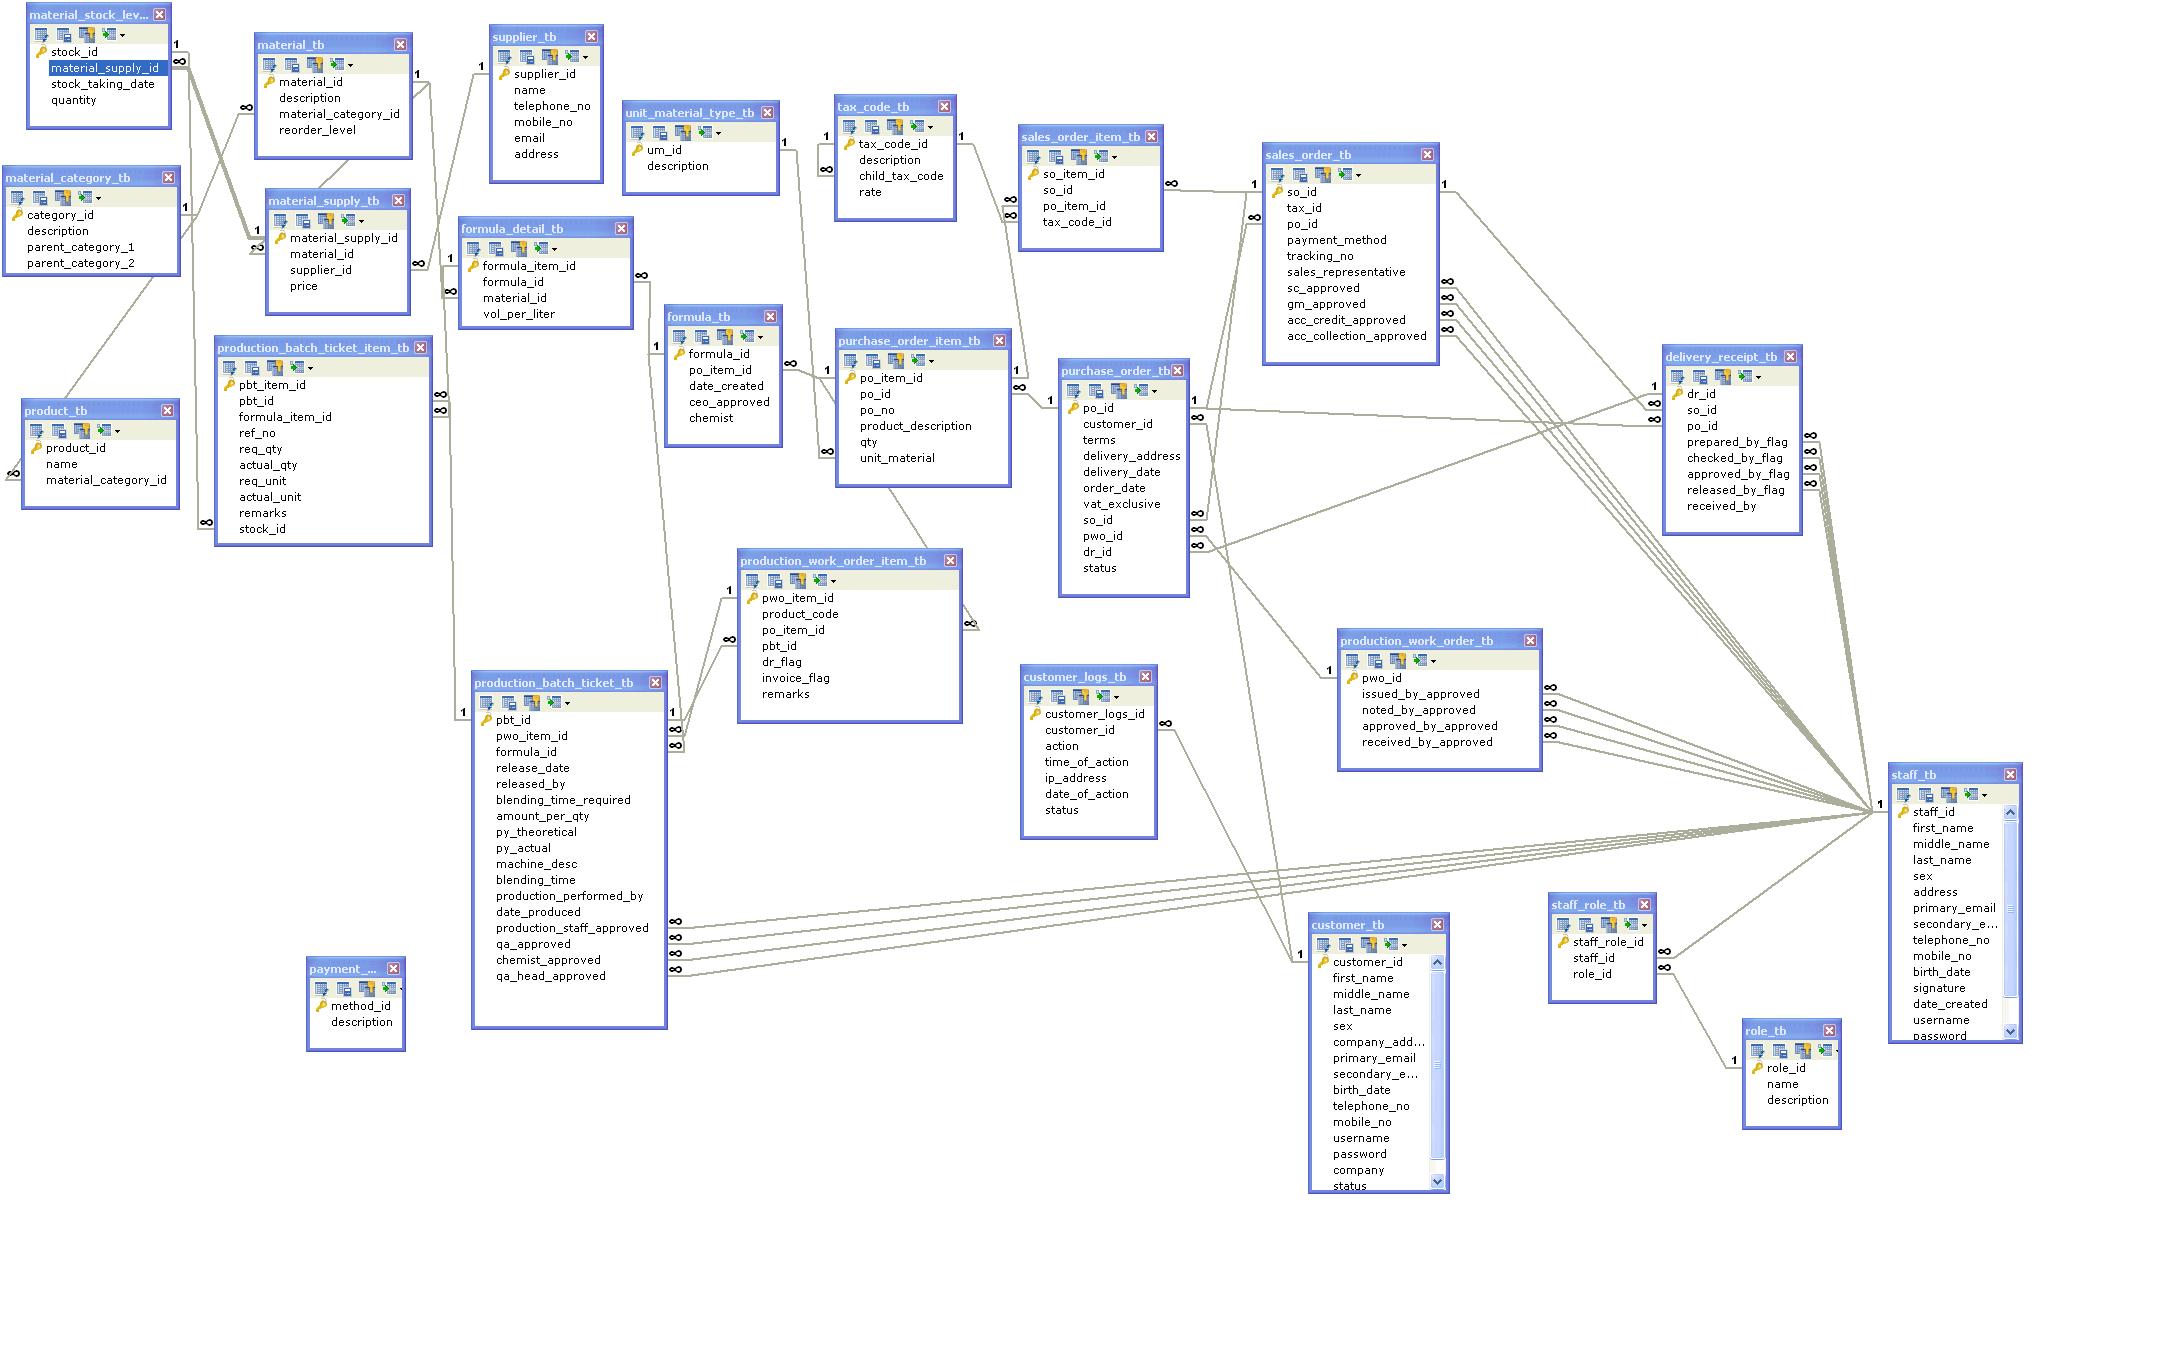 material_stock_lev...
stock_id
material_supply_id
stock_taking_date
quantity
material_tb
material_id
description
material_category_id
reorder_level
supplier_tb
supplier_id
name
telephone_no
mobile_no
email
address
unit_material_type_tb
um_id
description
tax_code_tb
tax_code_id
description
child_tax_code
rate
sales_order_item_tb
so_item_id
so_id
po_item_id
tax_code_id
sales_order_tb
so_id
tax_id
po_id
payment_method
tracking_no
sales_representative
sc_approved
gm_approved
acc_credit_approved
acc_collection_approved
material_category_tb
category_id
description
parent_category_1
parent_category_2
material_supply_tb
material_supply_id
material_id
supplier_id
price
formula_detail_tb
formula_item_id
formula_id
material_id
vol_per_liter
formula_tb
formula_id
po_item_id
date_created
ceo_approved
chemist
purchase_order_item_tb
po_item_id
po_id
po_no
product_description
qty
unit_material
purchase_order_tb
po_id
customer_id
terms
delivery_address
delivery_date
order_date
vat_exclusive
so_id
pwo_id
dr_id
status
delivery_receipt_tb
dr_id
so_id
po_id
prepared_by_flag
checked_by_flag
approved_by_flag
released_by_flag
received_by
production_batch_ticket_item_tb
pbt_item_id
pbt_id
formula_item_id
ref_no
req_qty
actual_qty
req_unit
actual_unit
remarks
stock_id
product_tb
product_id
name
material_category_id
production_work_order_item_tb
pwo_item_id
product_code
po_item_id
pbt_id
dr_flag
invoice_flag
remarks
production_work_order_tb
pwo_id
issued_by_approved
noted_by_approved
approved_by_approved
received_by_approved
production_batch_ticket_tb
pbt_id
pwo_item_id
formula_id
release_date
released_by
blending_time_required
amount_per_qty
py_theoretical
py_actual
machine_desc
blending_time
production_performed_by
date_produced
production_staff_approved
qa_approved
chemist_approved
qa_head_approved
customer_logs_tb
customer_logs_id
customer_id
action
time_of_action
ip_address
date_of_action
status
staff_tb
staff_id
first_name
middle_name
last_name
sex
address
primary_email
secondary_e...
telephone_no
mobile_no
birth_date
signature
date_created
username
password
staff_role_tb
staff_role_id
staff_id
role_id
customer_tb
customer_id
first_name
middle_name
last_name
sex
company_add...
primary_email
secondary_e...
birth_date
telephone_no
mobile_no
username
password
company
status
payment_...
method_id
description
role_tb
role_id
name
description